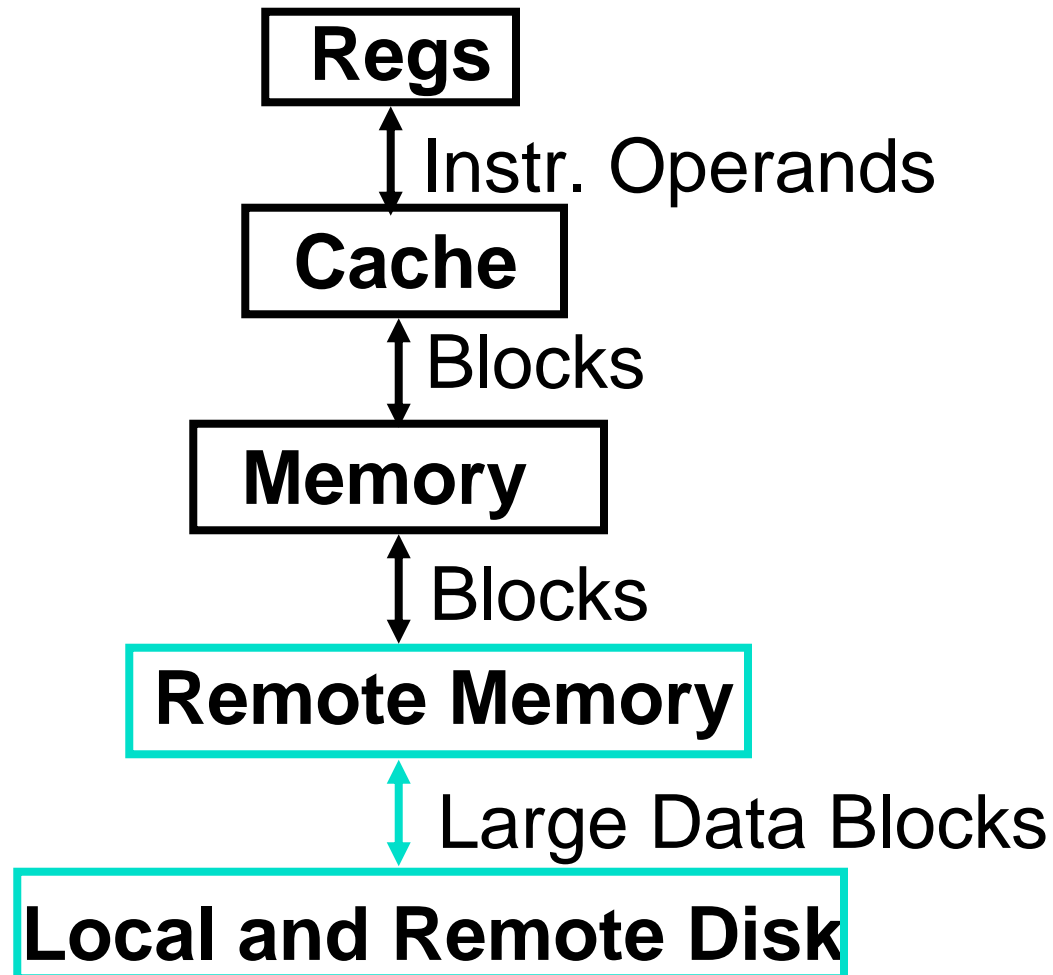 Regs
Instr. Operands
Cache
Blocks
Memory
Blocks
Remote Memory
Large Data Blocks
Local and Remote Disk